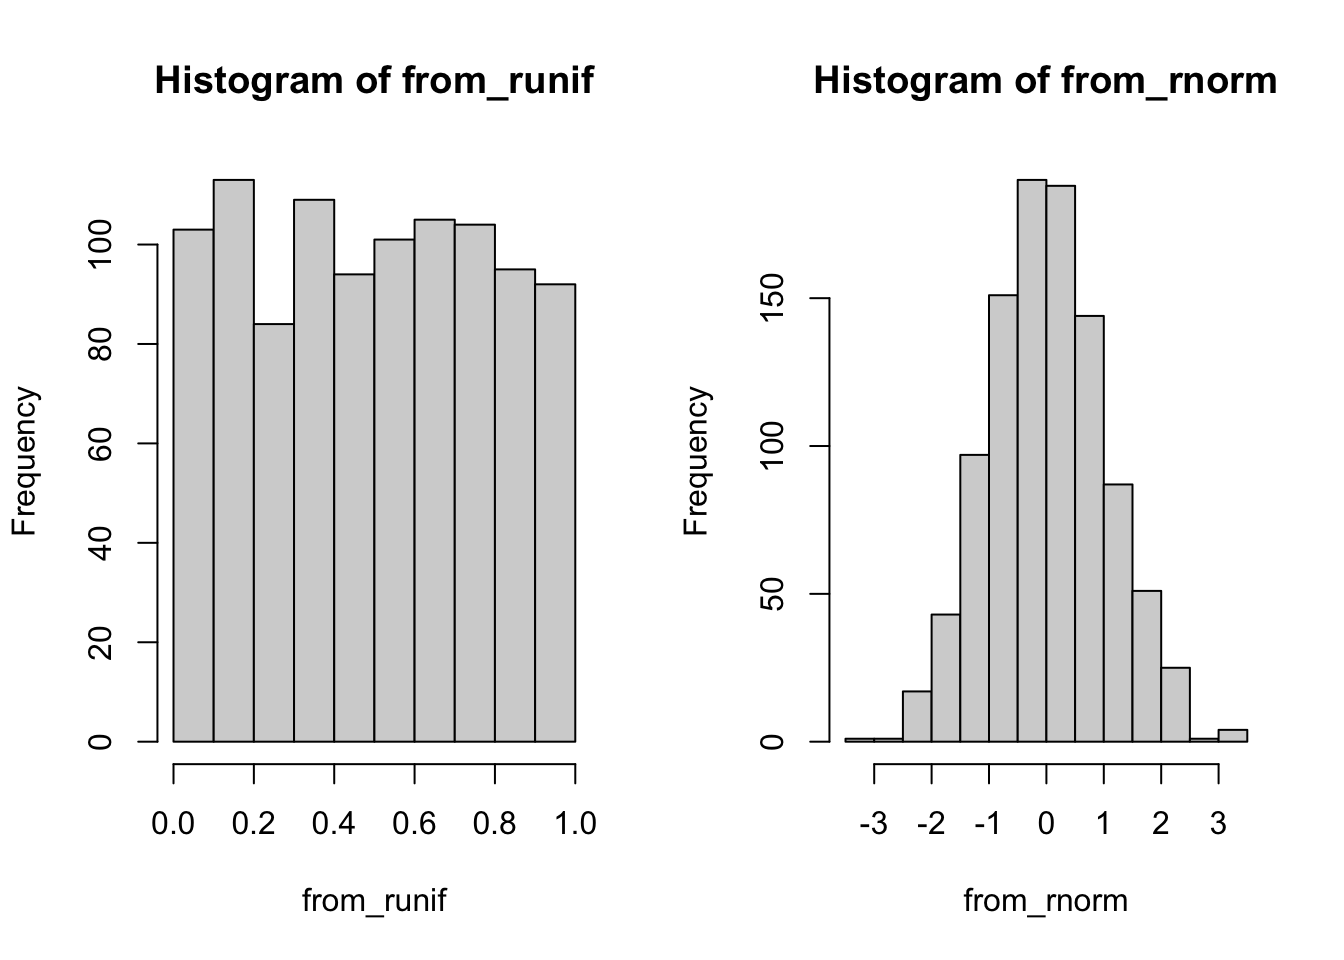 Histogram of from_runif
Frequency
0 20 40 60 80 100
0.0 0.2 0.4 0.6 0.8 1.0
from_runif
Histogram of from_rnorm
Frequency
0 50 100 150
-3 -2 -1 0 1 2 3
from_rnorm